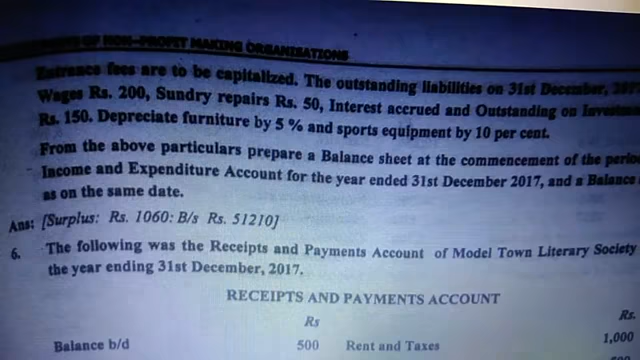 OF NON-PROFIT MAKING ORGANISATIONS
Entrance fees are to be capitalized. The outstanding liabilities on 31st December,
Wages Rs. 200, Sundry repairs Rs. 50, Interest accrued and Outstanding on
Rs. 150. Depreciate furniture by 5 % and sports equipment by 10 per cent.
From the above particulars prepare a Balance sheet at the commencement of the
Income and Expenditure Account for the year ended 31st December 2017, and a Balance
as on the same date.
Ans: [Surplus: Rs. 1060: B/s Rs. 51210]
6. The following was the Receipts and Payments Account of Model Town Literary Society
the year ending 31st December, 2017.
RECEIPTS AND PAYMENTS ACCOUNT
Rs Rs.
Balance b/d 500 Rent and Taxes 1,000